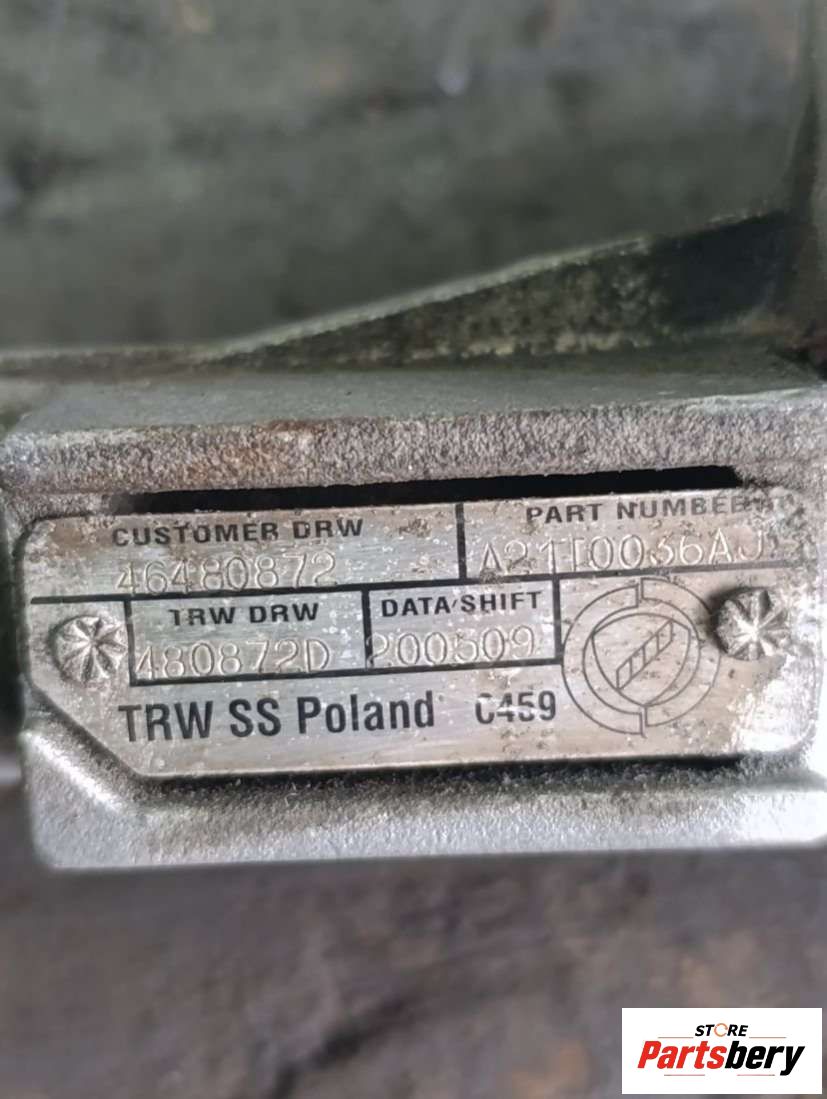 CUSTOMER DRW PART NUMBER
46480872 A21T0036AJ
TRW DRW DATA/SHIFT
480872D 200509
TRW SS Poland C459
STORE
Partsbery